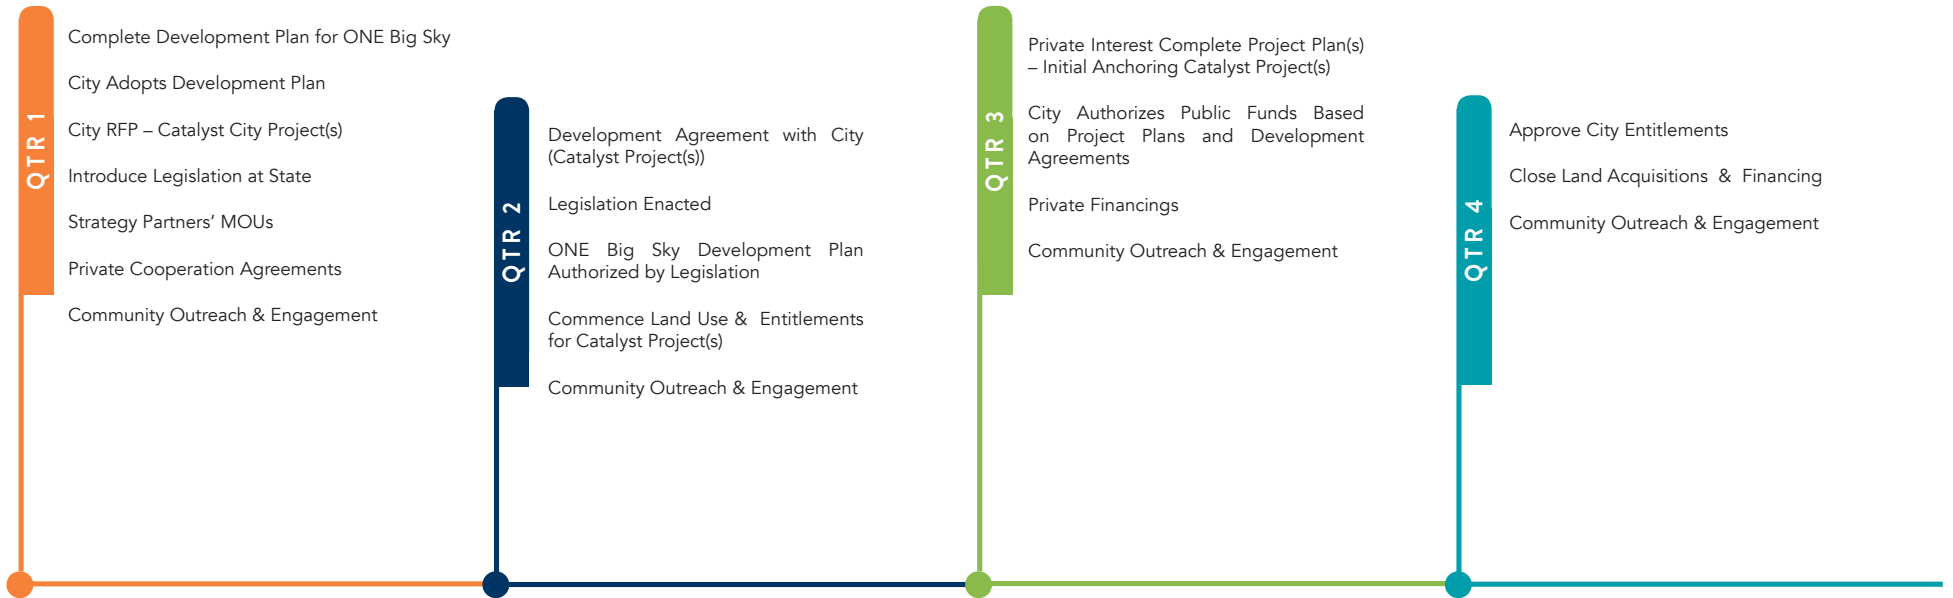 QTR 1
Complete Development Plan for ONE Big Sky
City Adopts Development Plan
City RFP – Catalyst City Project(s)
Introduce Legislation at State
Strategy Partners’ MOUs
Private Cooperation Agreements
Community Outreach & Engagement
QTR 2
Development Agreement with City
(Catalyst Project(s))
Legislation Enacted
ONE Big Sky Development Plan
Authorized by Legislation
Commence Land Use & Entitlements
for Catalyst Project(s)
Community Outreach & Engagement
QTR 3
Private Interest Complete Project Plan(s)
– Initial Anchoring Catalyst Project(s)
City Authorizes Public Funds Based
on Project Plans and Development
Agreements
Private Financings
Community Outreach & Engagement
QTR 4
Approve City Entitlements
Close Land Acquisitions & Financing
Community Outreach & Engagement